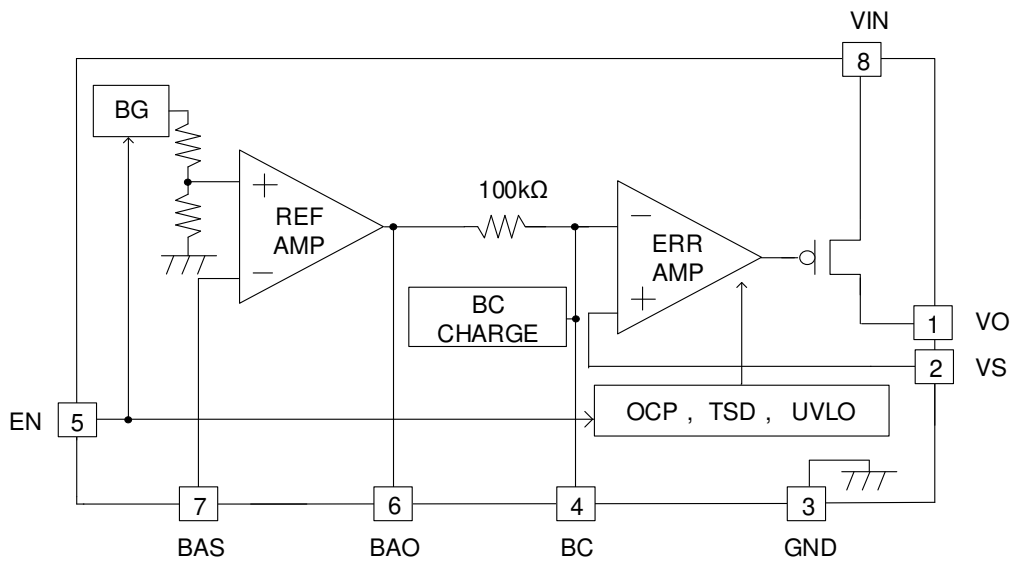 VIN
8
BG
100kΩ
+
REF
AMP
−
−
ERR
AMP
+
BC
CHARGE
1 VO
2 VS
OCP , TSD , UVLO
EN 5
7
6
4
3
BAS
BAO
BC
GND